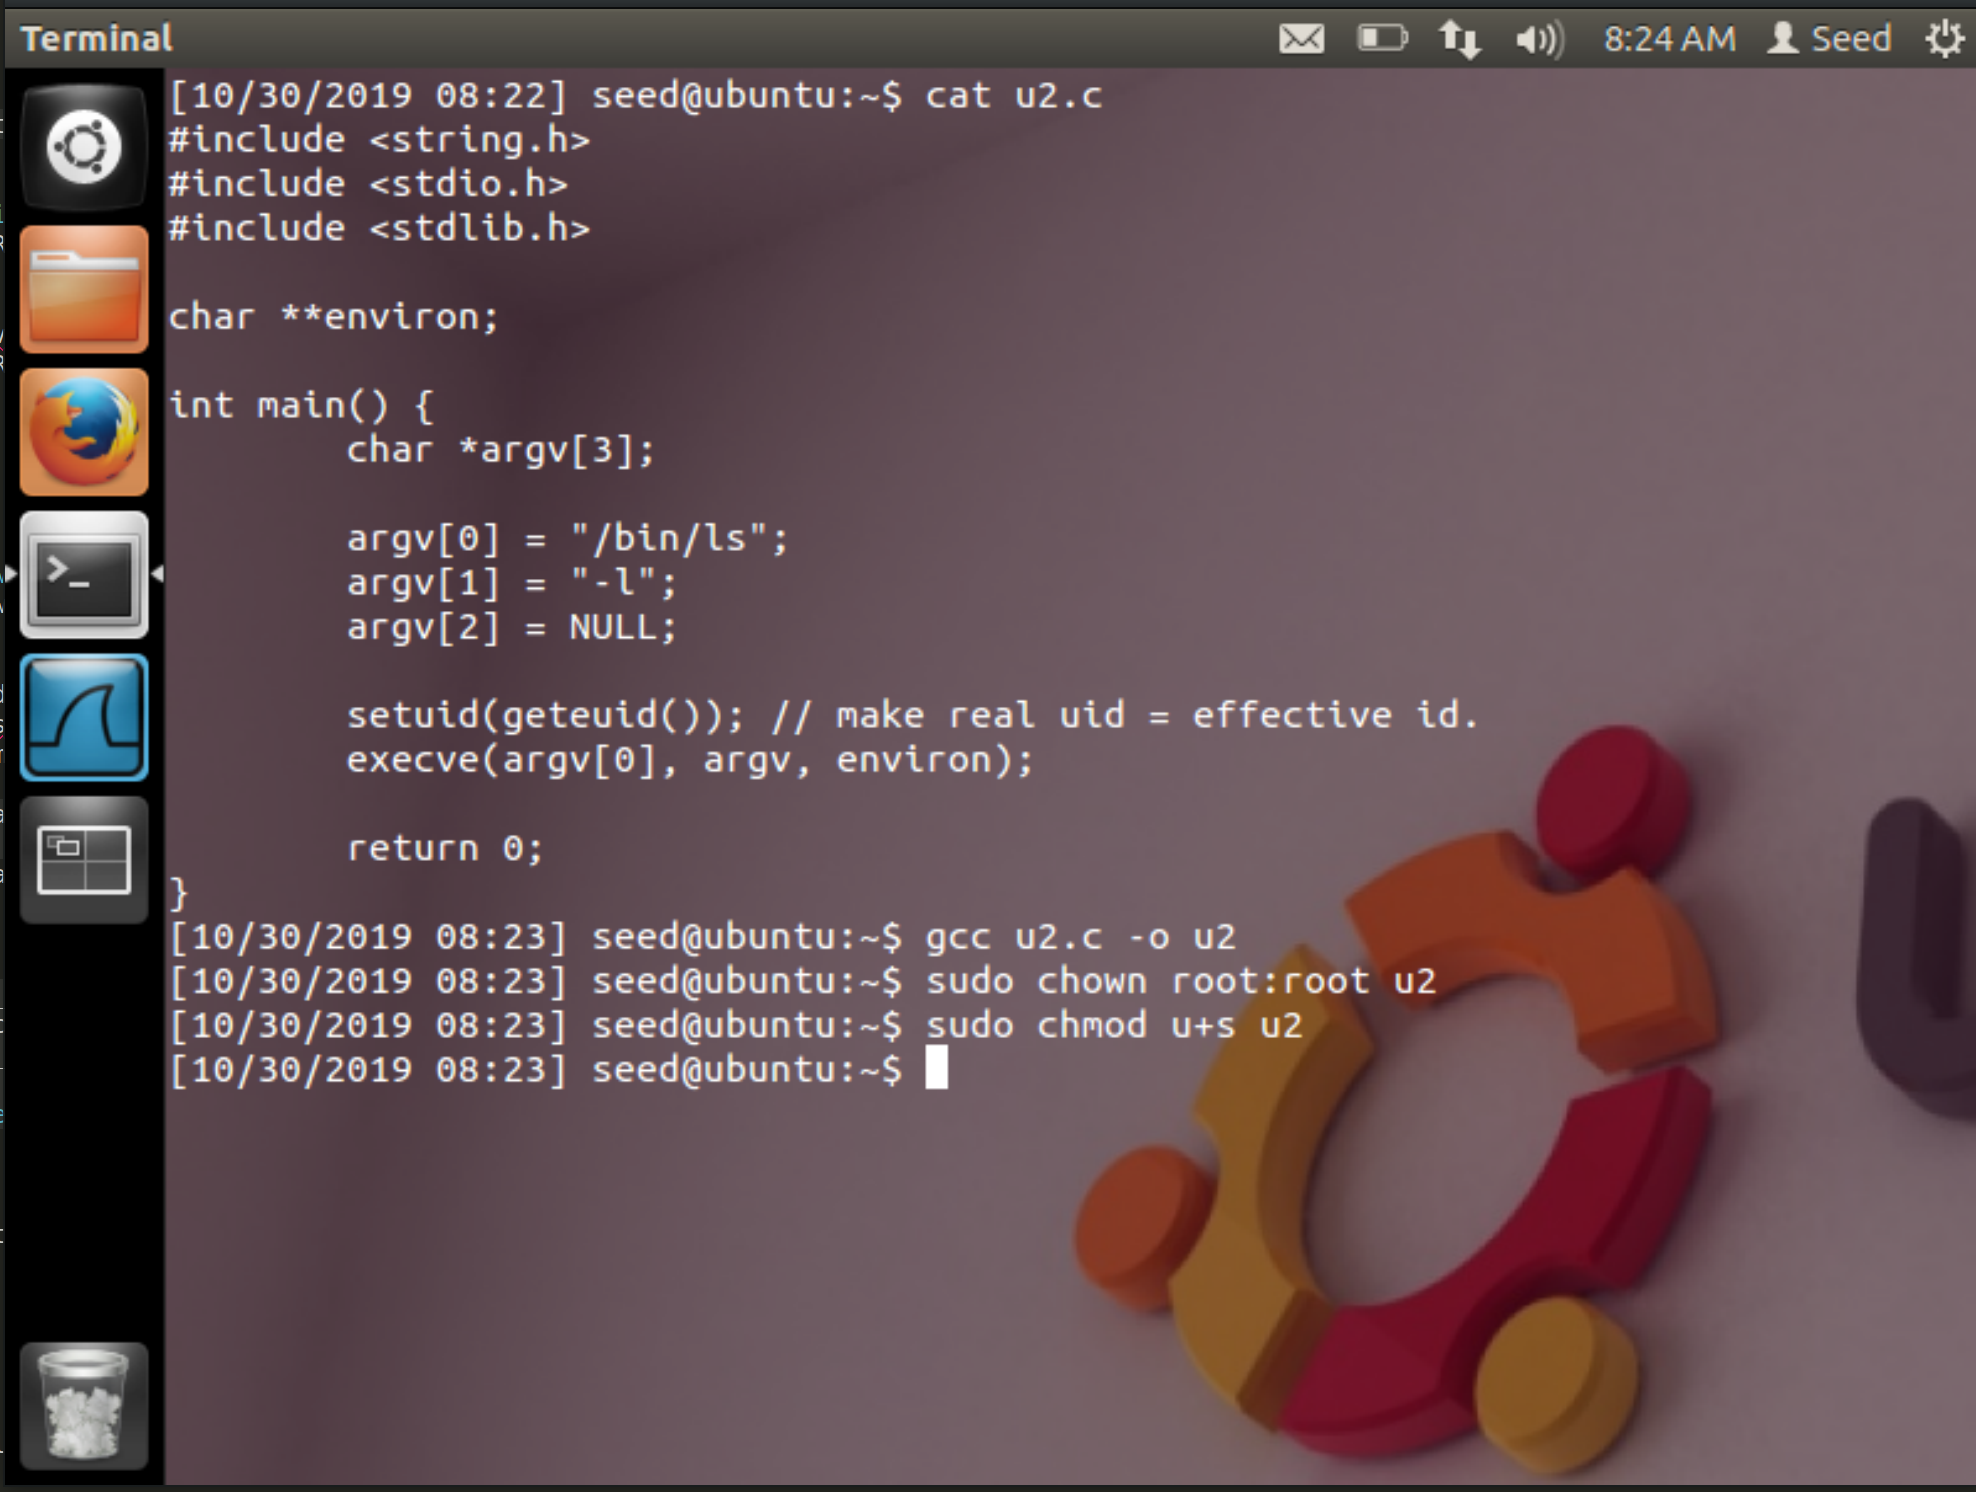 Terminal
8:24 AM Seed
[10/30/2019 08:22] seed@ubuntu:~$ cat u2.c
#include <string.h>
#include <stdio.h>
#include <stdlib.h>
char **environ;
int main() {
        char *argv[3];
        argv[0] = "/bin/ls";
        argv[1] = "-l";
        argv[2] = NULL;
        setuid(geteuid()); // make real uid = effective id.
        execve(argv[0], argv, environ);
        return 0;
}
[10/30/2019 08:23] seed@ubuntu:~$ gcc u2.c -o u2
[10/30/2019 08:23] seed@ubuntu:~$ sudo chown root:root u2
[10/30/2019 08:23] seed@ubuntu:~$ sudo chmod u+s u2
[10/30/2019 08:23] seed@ubuntu:~$